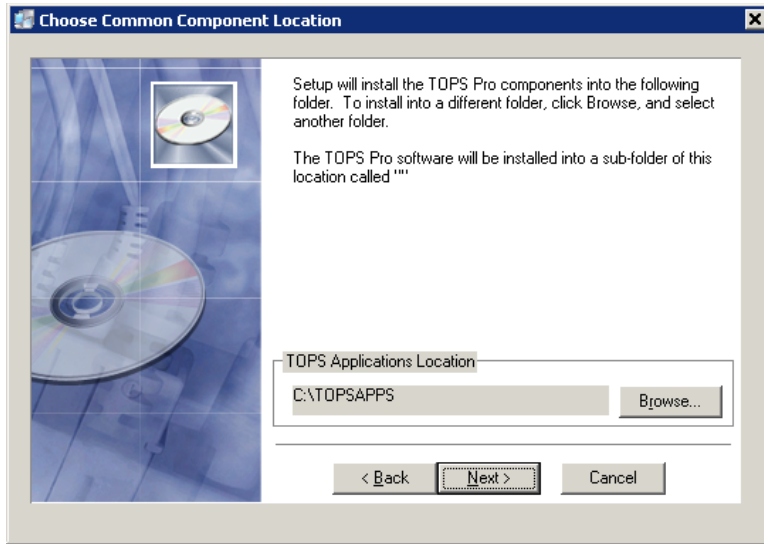 Choose Common Component Location
Setup will install the TOPS Pro components into the following
folder. To install into a different folder, click Browse, and select
another folder.
The TOPS Pro software will be installed into a sub-folder of this
location called '"'
TOPS Applications Location
C:\TOPSAPPS
Browse...
< Back
Next >
Cancel